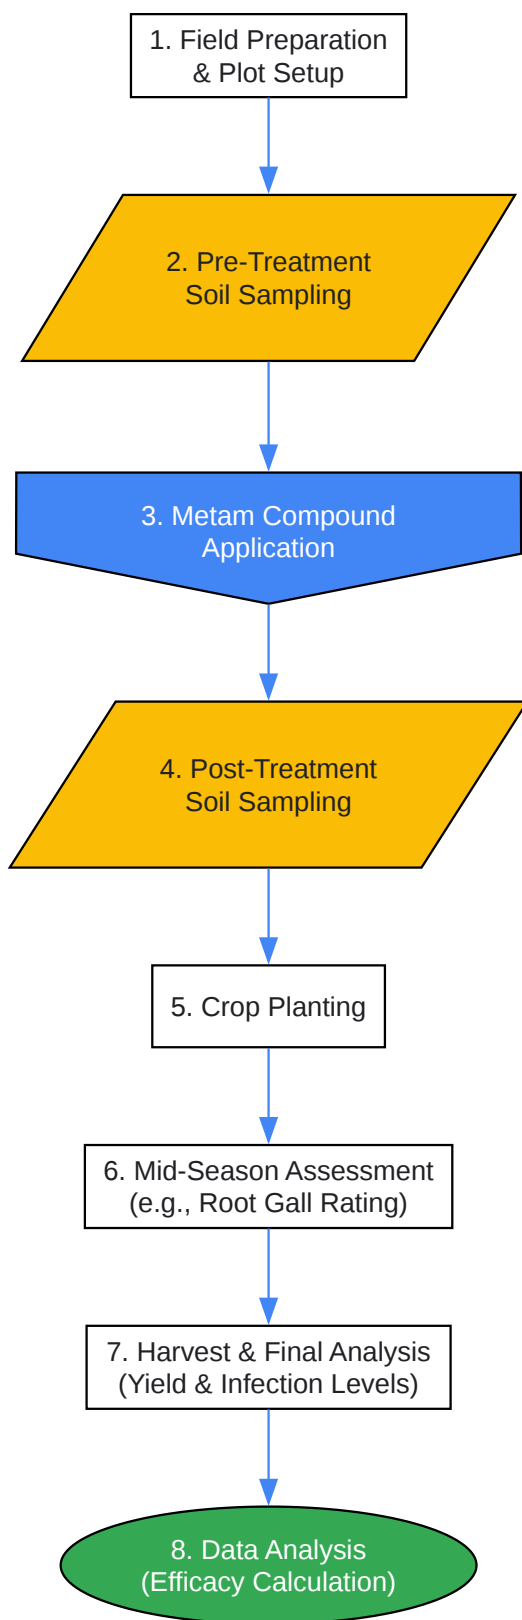 1. Field Preparation
& Plot Setup
2. Pre-Treatment
Soil Sampling
3. Metam Compound
Application
4. Post-Treatment
Soil Sampling
5. Crop Planting
6. Mid-Season Assessment
(e.g., Root Gall Rating)
7. Harvest & Final Analysis
(Yield & Infection Levels)
8. Data Analysis
(Efficacy Calculation)